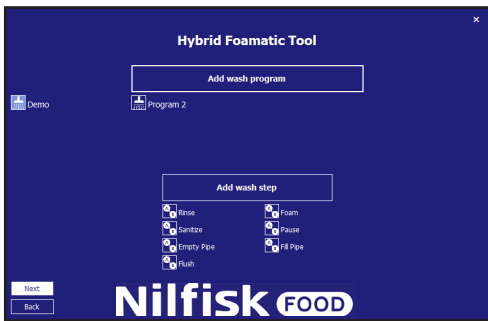 ×
Hybrid Foamatic Tool
Add wash program
Demo
Program 2
Add wash step
Rinse
Foam
Sanitize
Pause
Empty Pipe
Fill Pipe
Flush
Next
Back
Nilfisk FOOD